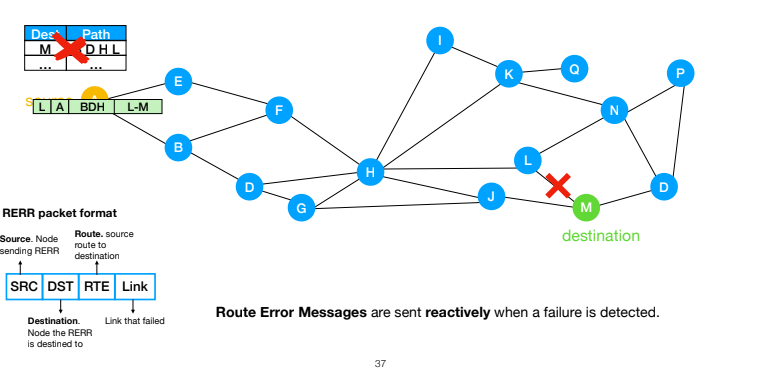 Dest Path
M D H L
... ...
L A BDH L-M
A
E
F
B
D
G
H
I
K
Q
P
N
L
J
M
D
destination
RERR packet format
Source. Node
sending RERR
Route. source
route to
destination
SRC DST RTE Link
Destination.
Node the RERR
is destined to
Link that failed
Route Error Messages are sent reactively when a failure is detected.
37